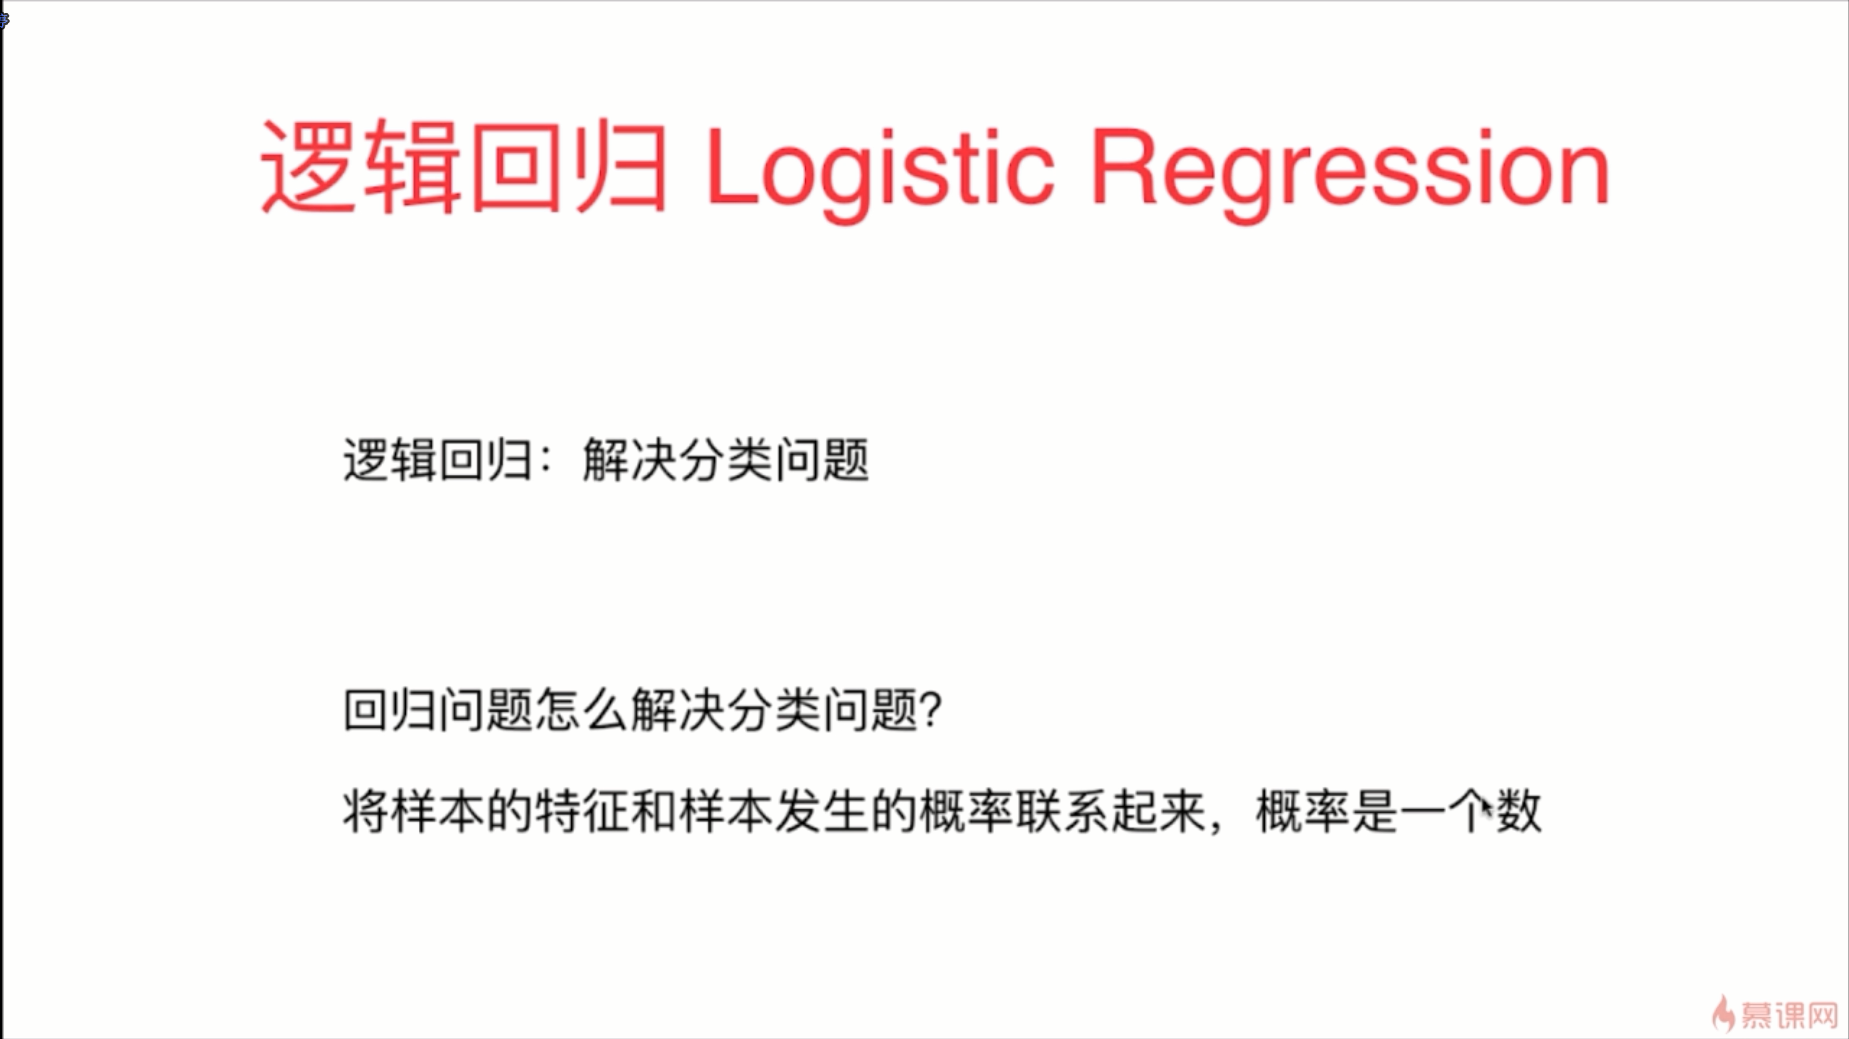 逻辑回归 Logistic Regression
逻辑回归：解决分类问题
回归问题怎么解决分类问题？
将样本的特征和样本发生的概率联系起来，概率是一个数
慕课网